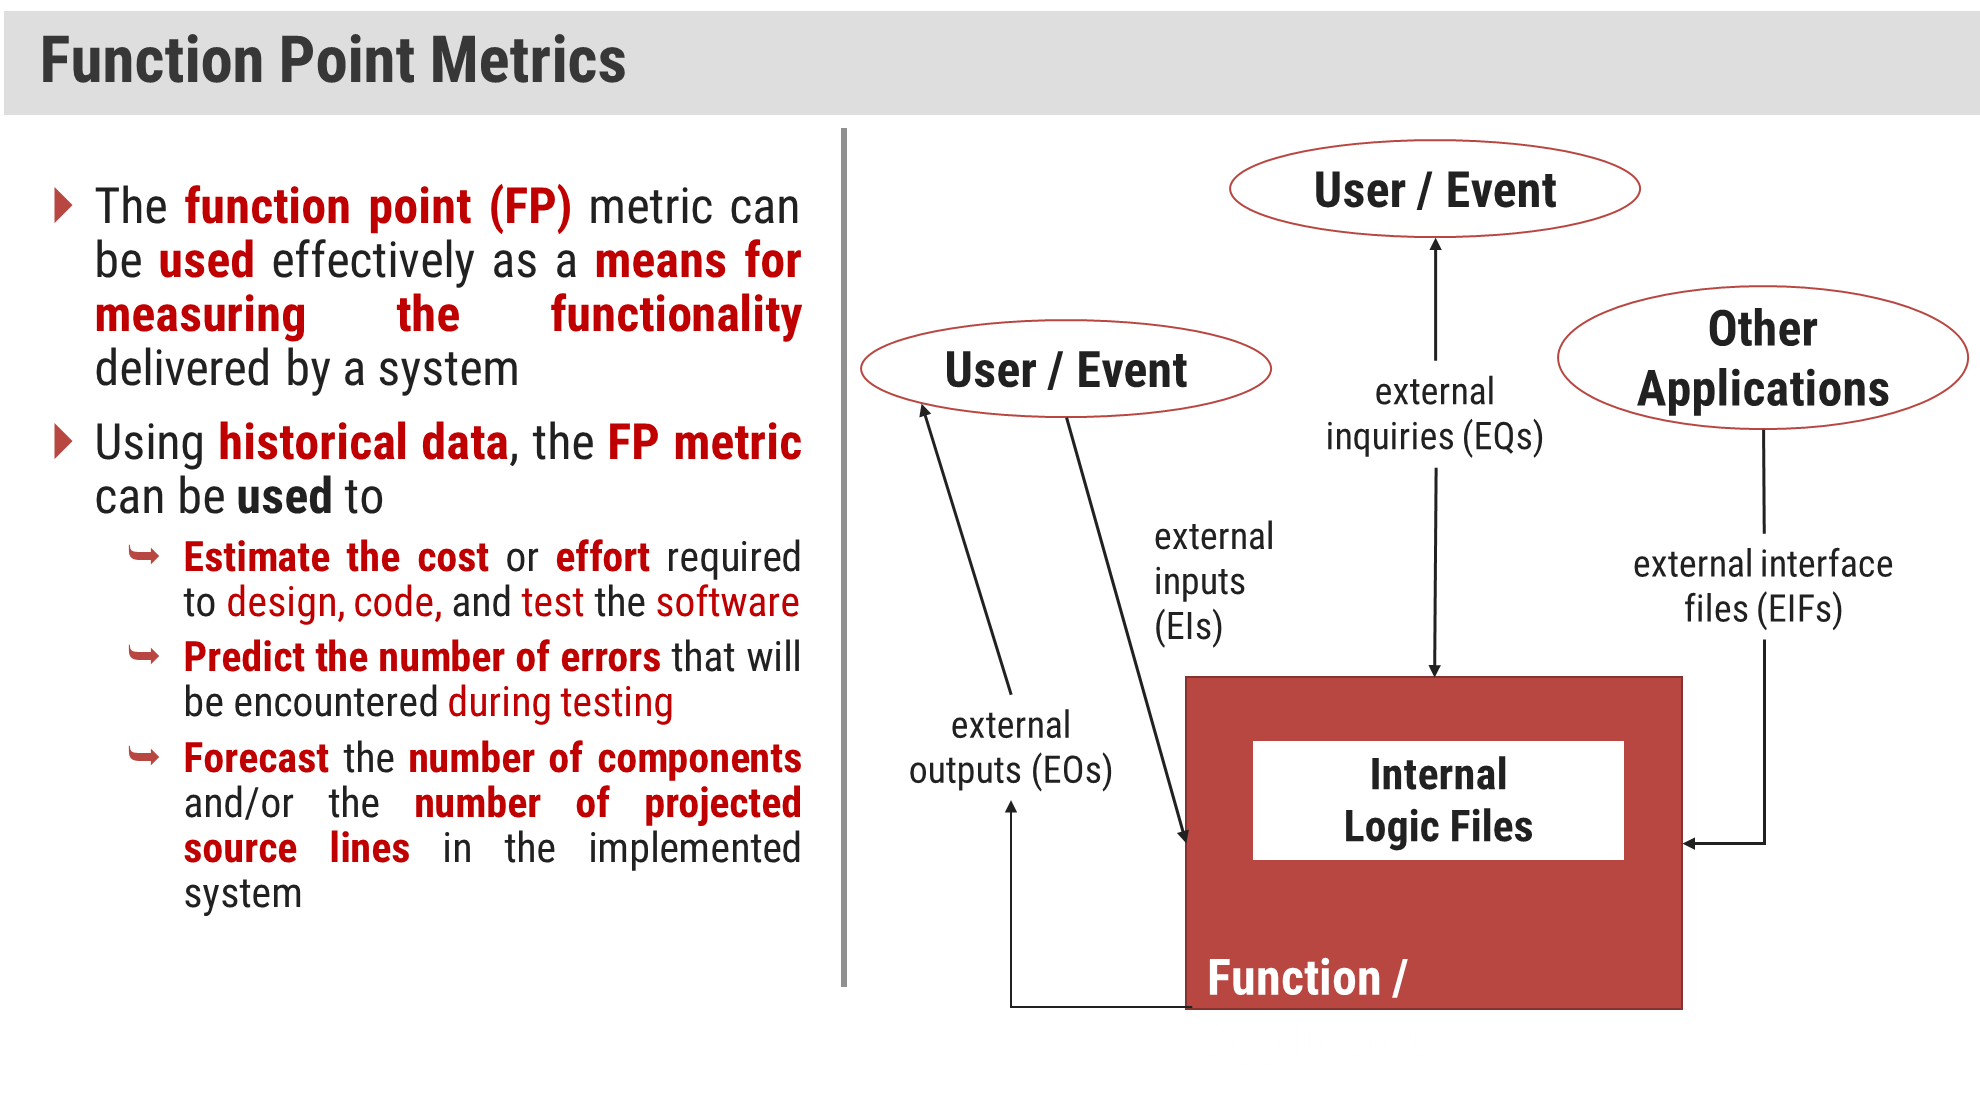 Function Point Metrics
The function point (FP) metric can
be used effectively as a means for
measuring the functionality
delivered by a system
Using historical data, the FP metric
can be used to
Estimate the cost or effort required
to design, code, and test the software
Predict the number of errors that will
be encountered during testing
Forecast the number of components
and/or the number of projected
source lines in the implemented
system
User / Event
User / Event
Other
Applications
external
inquiries (EQs)
external
inputs
(EIs)
external interface
files (EIFs)
external
outputs (EOs)
Internal
Logic Files
Function /